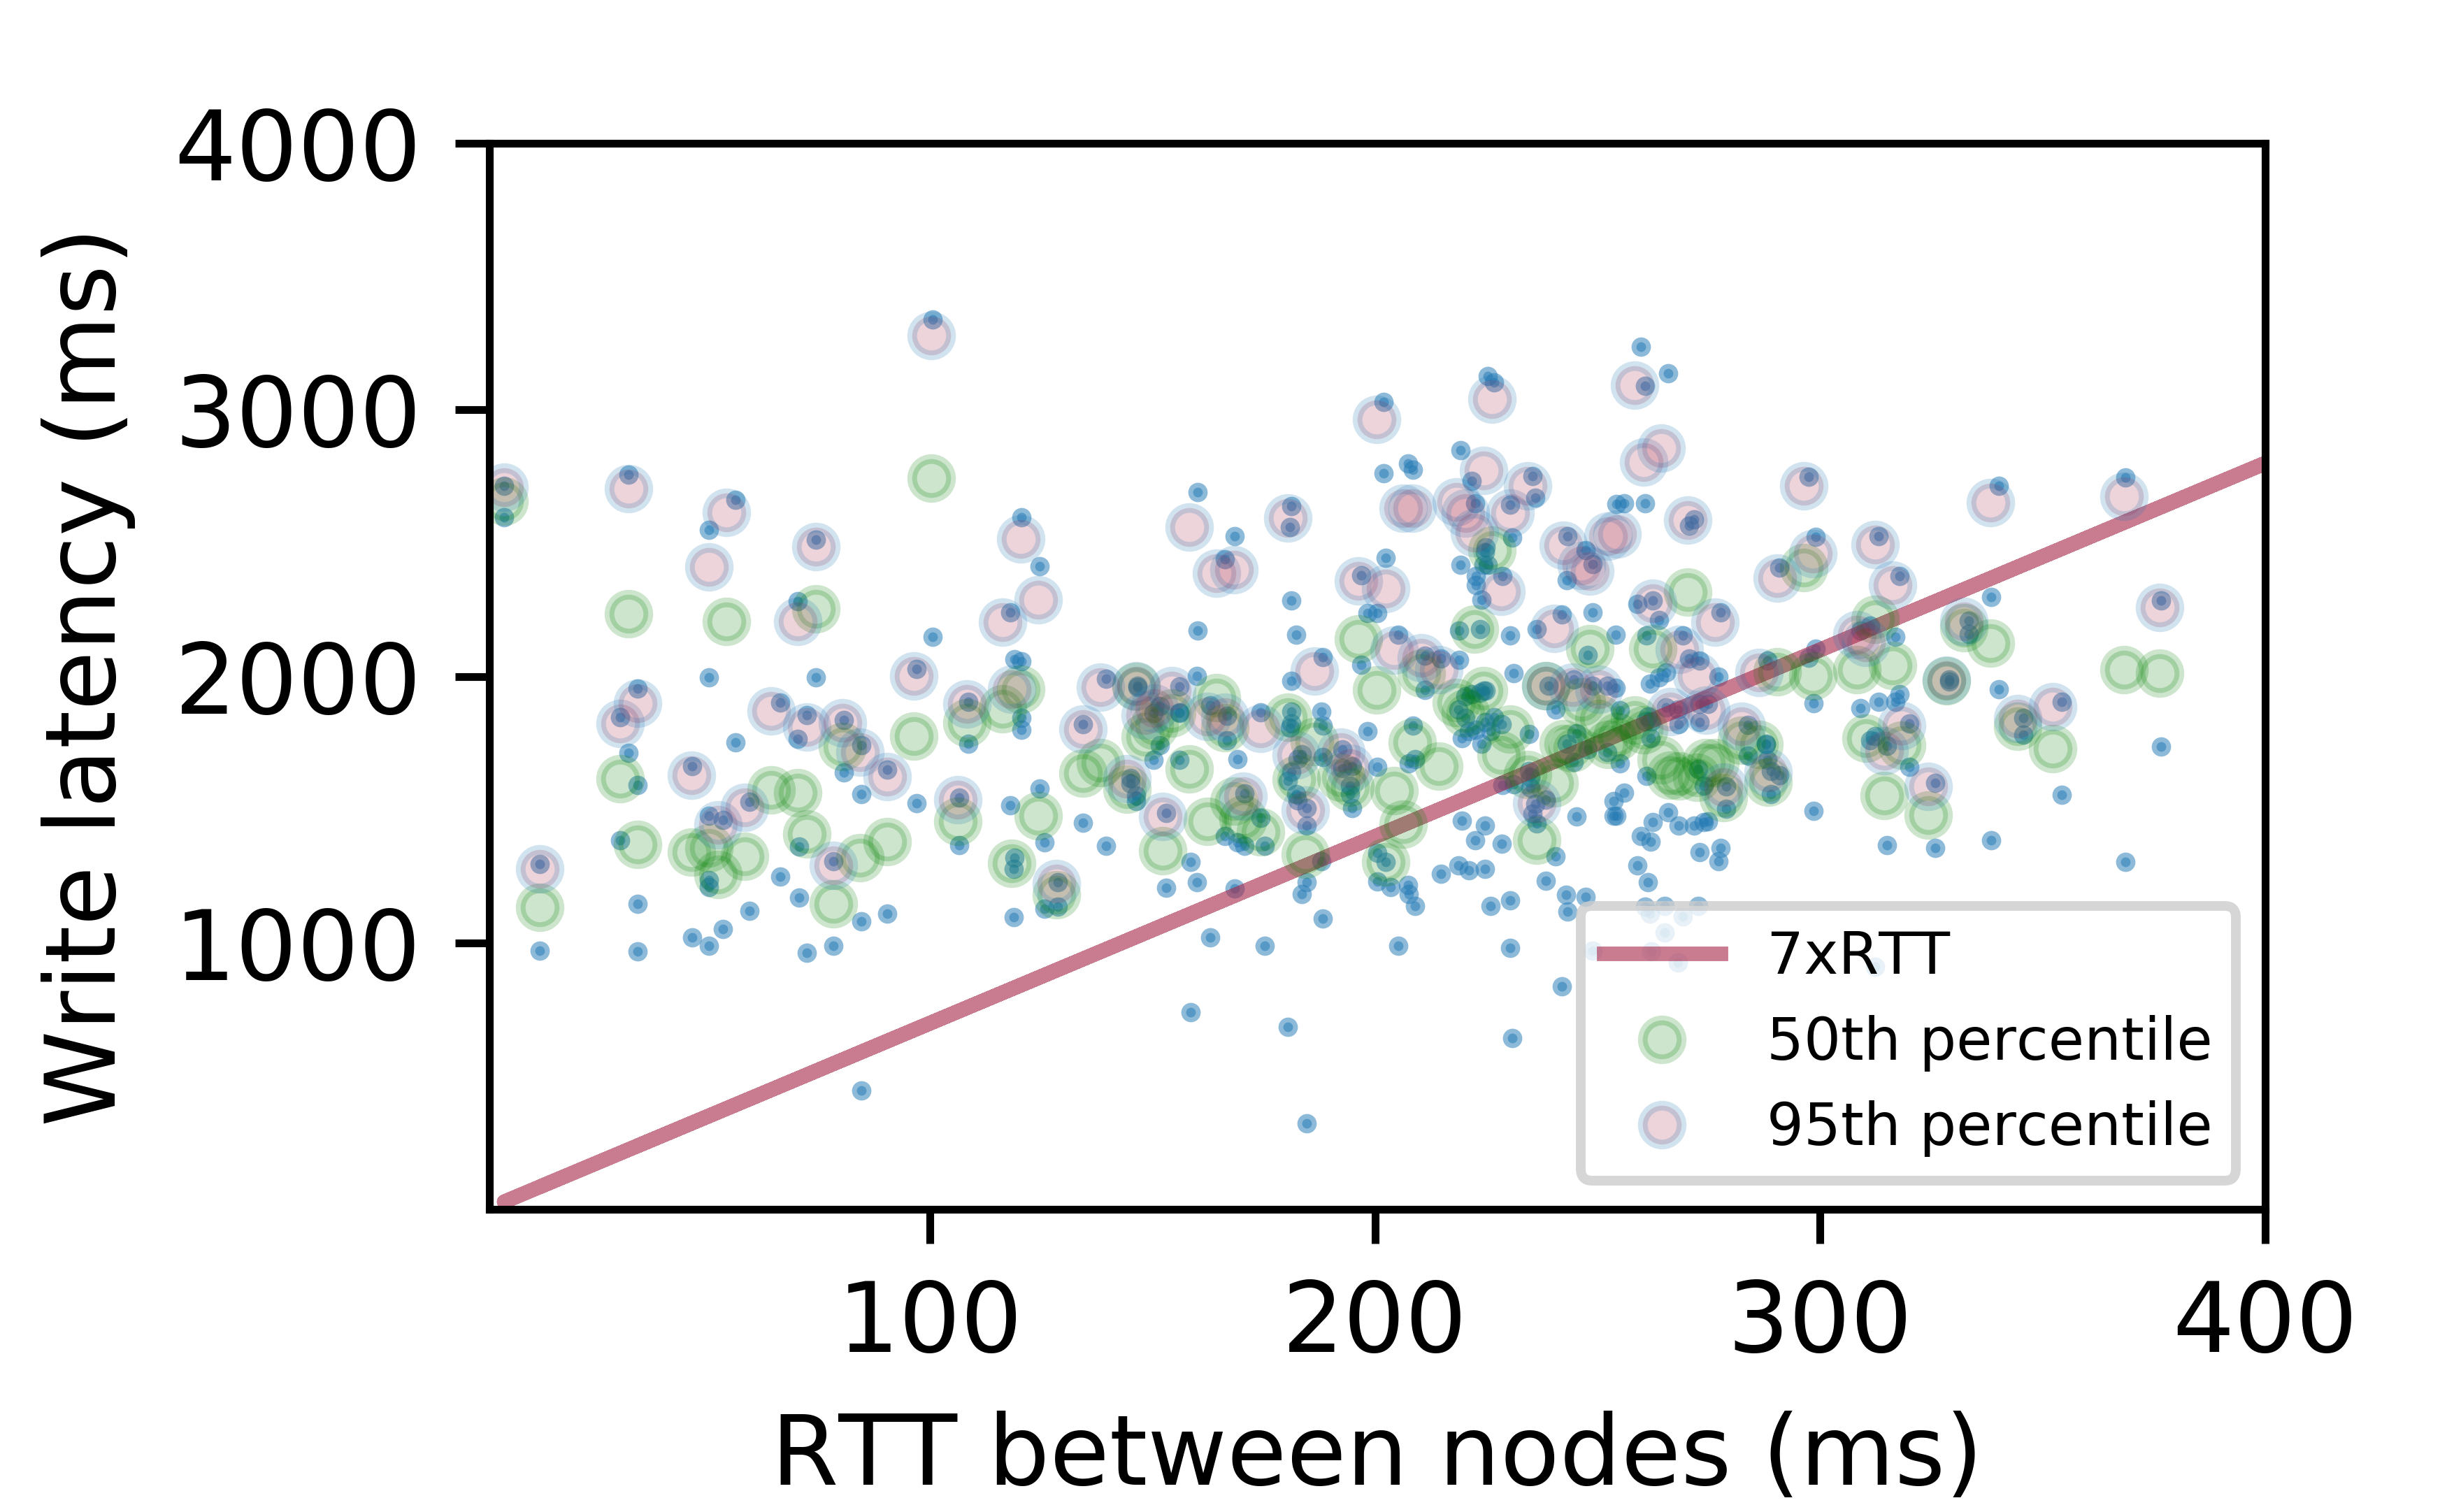 4000
3000
2000
1000
Write latency (ms)
7xRTT
50th percentile
95th percentile
100
200
300
400
RTT between nodes (ms)